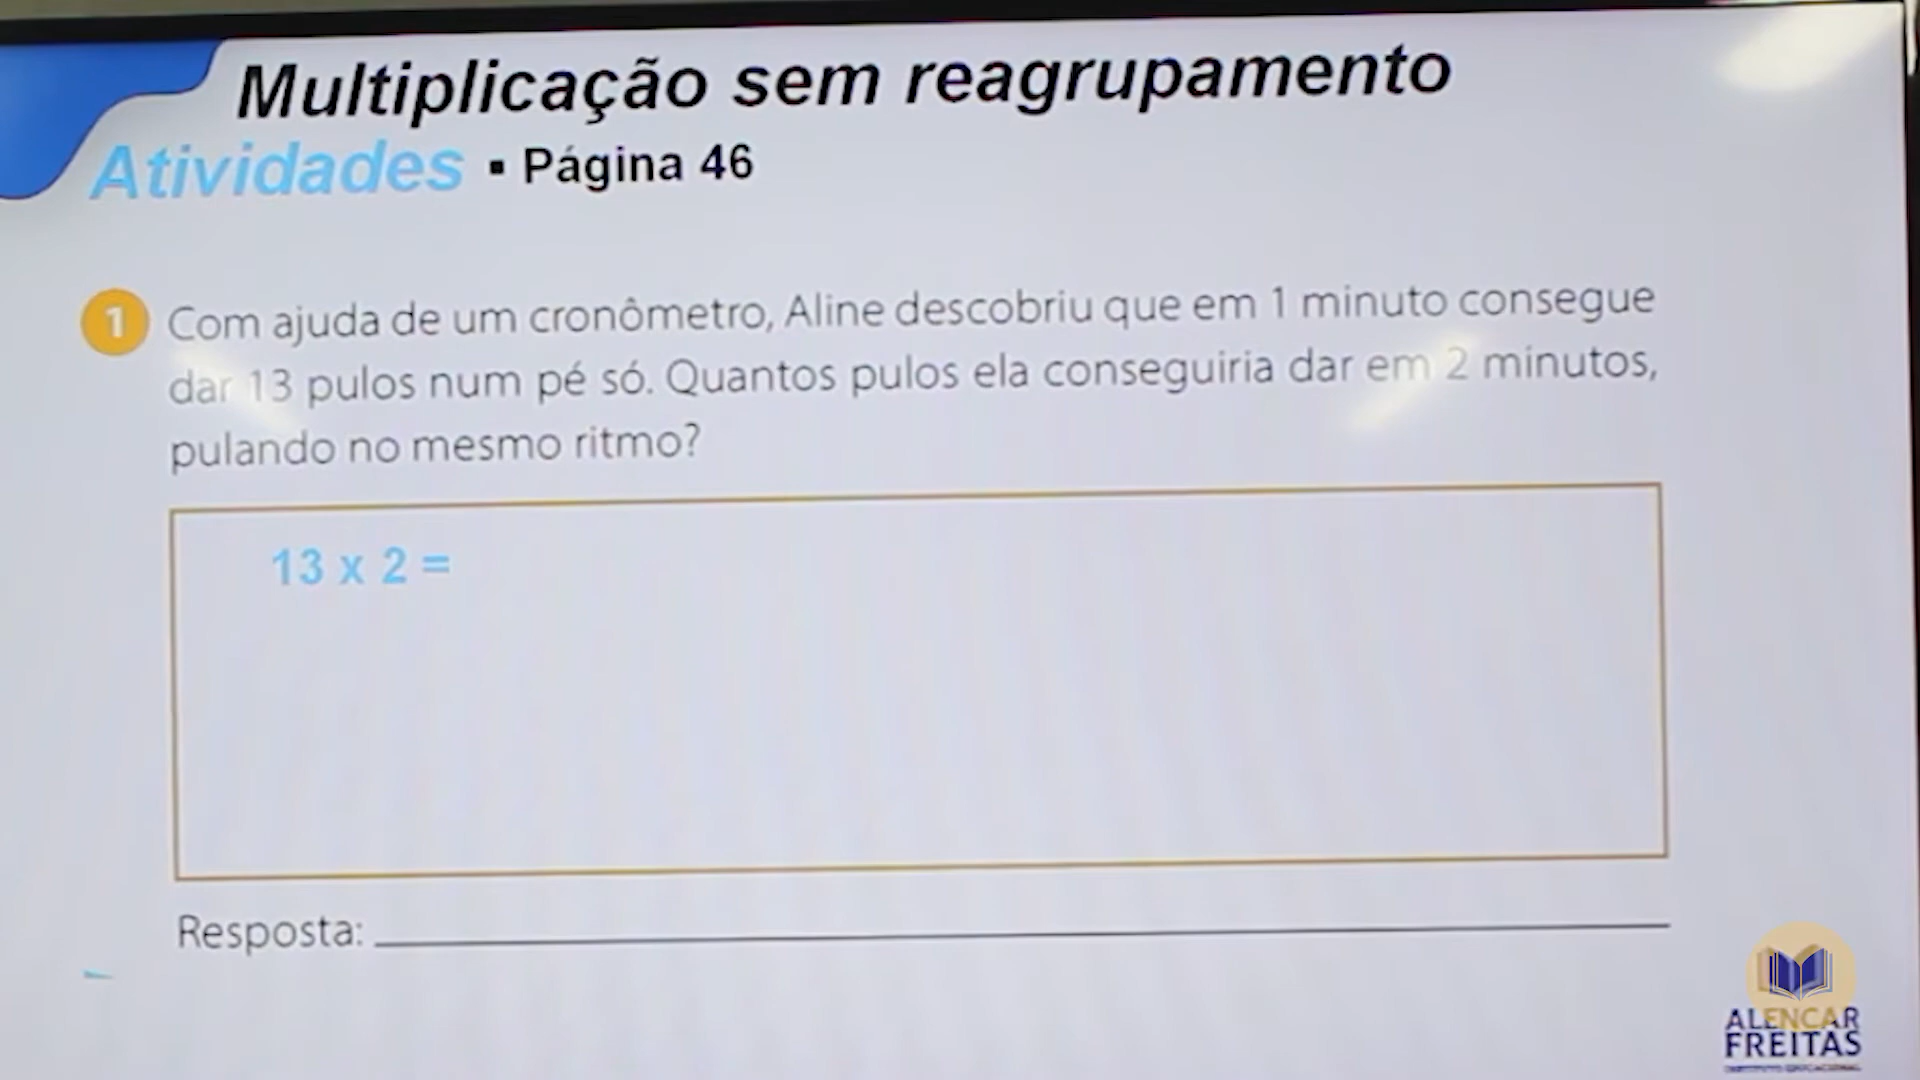 Multiplicação sem reagrupamento
Atividades ▪ Página 46
1 Com ajuda de um cronômetro, Aline descobriu que em 1 minuto consegue
dar 13 pulos num pé só. Quantos pulos ela conseguiria dar em 2 minutos,
pulando no mesmo ritmo?
13 x 2 =
Resposta:
ALENCAR
FREITAS